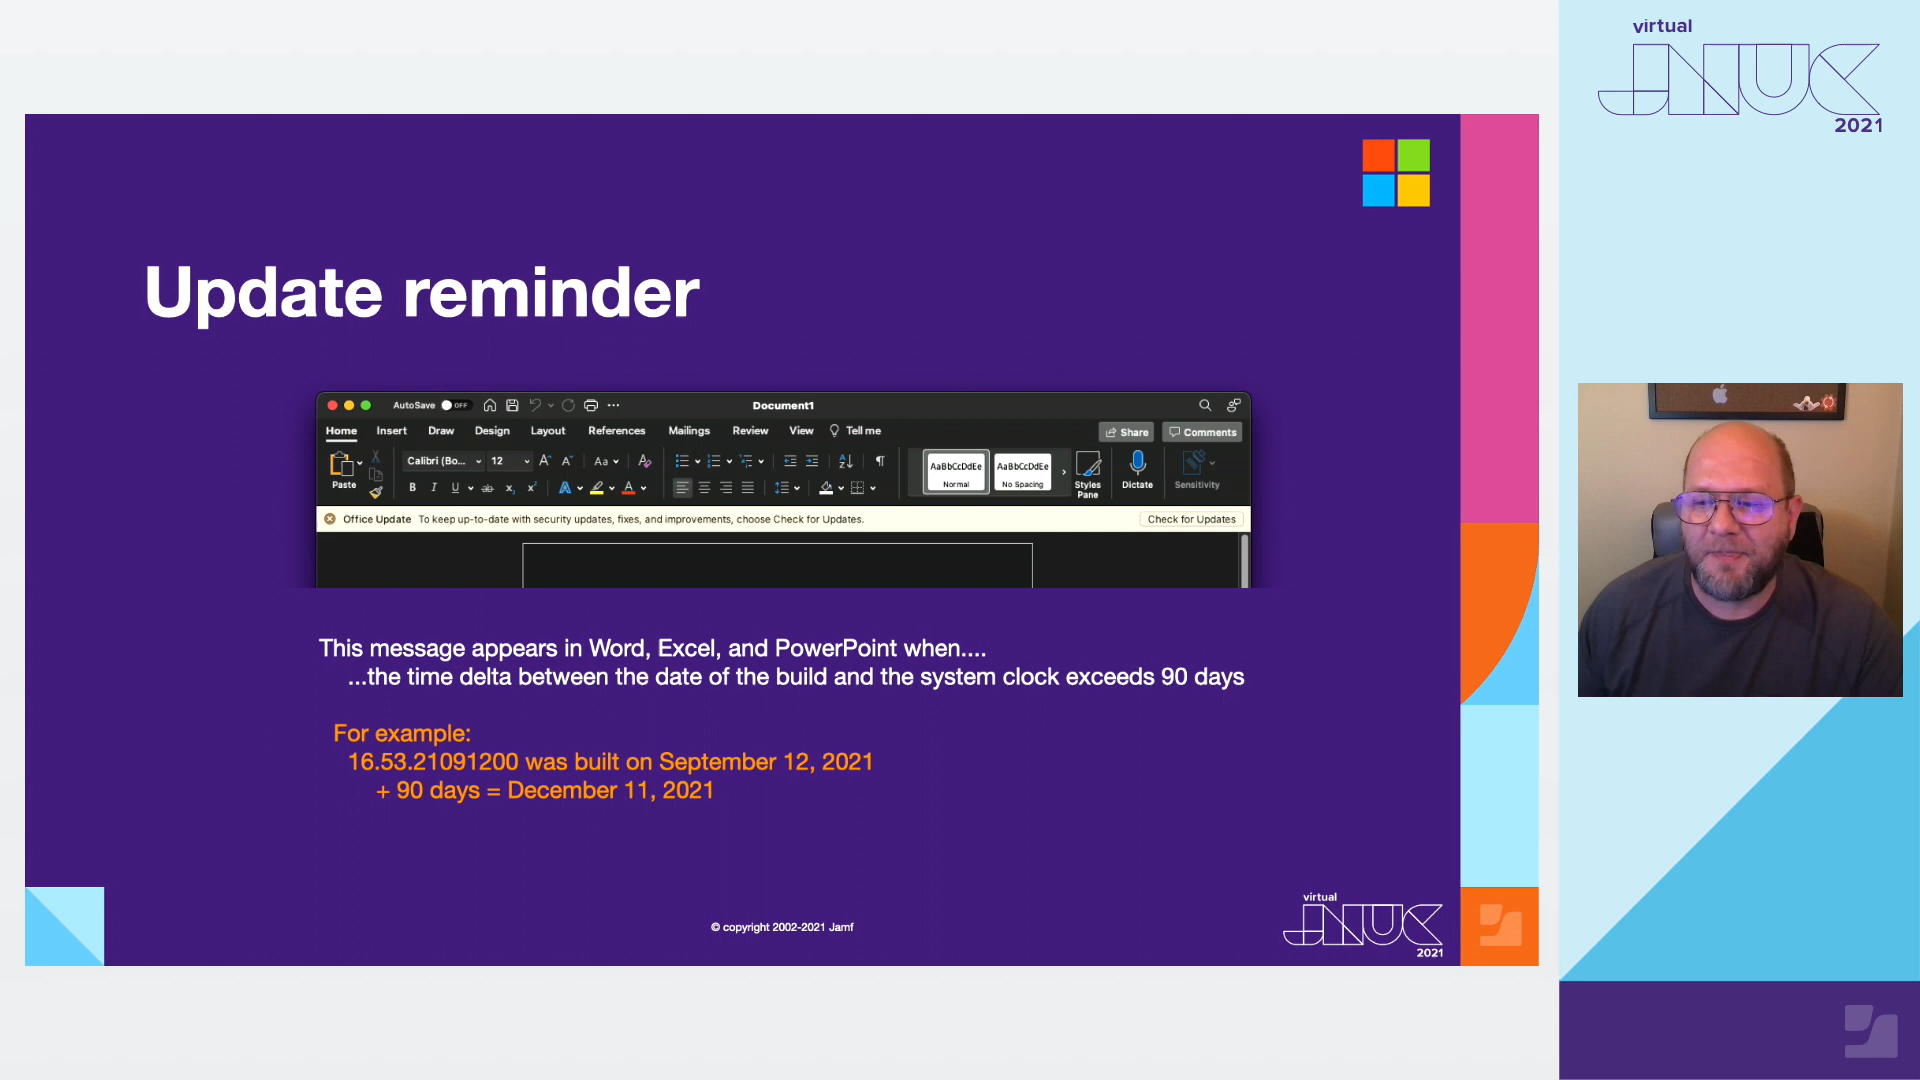 virtual
JNUC
2021
Update reminder
AutoSave OFF
Document1
Home Insert Draw Design Layout References Mailings Review View Tell me
Share Comments
Calibri (Bo... 12 A A Aa A
AaBbCcDdEe AaBbCcDdEe
Normal No Spacing
Paste
B I U ab x x A A
Styles
Pane
Dictate
Sensitivity
Office Update To keep up-to-date with security updates, fixes, and improvements, choose Check for Updates.
Check for Updates
This message appears in Word, Excel, and PowerPoint when....
...the time delta between the date of the build and the system clock exceeds 90 days
For example:
16.53.21091200 was built on September 12, 2021
+ 90 days = December 11, 2021
© copyright 2002-2021 Jamf
virtual
JNUC
2021